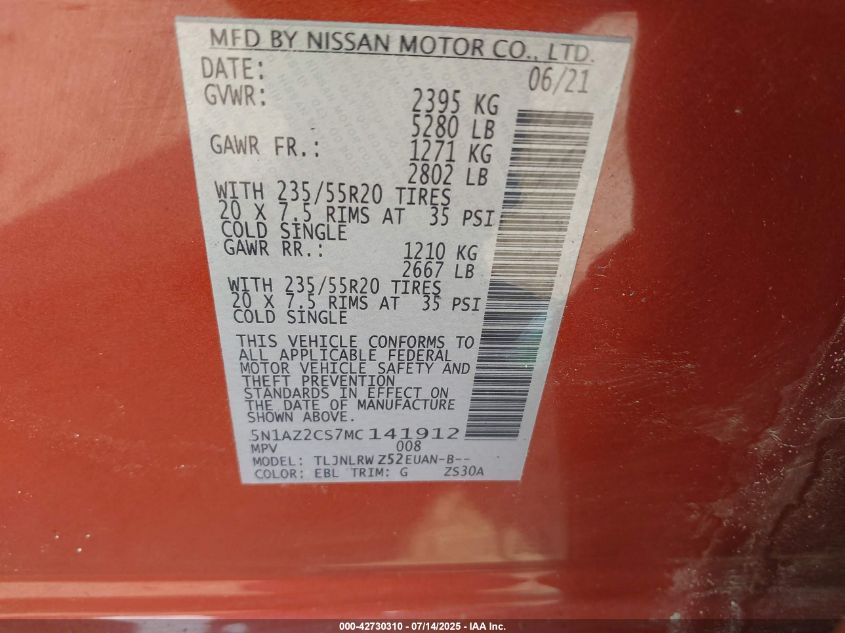 MFD BY NISSAN MOTOR CO., LTD.
DATE: 06/21
GVWR: 2395 KG
5280 LB
GAWR FR.: 1271 KG
2802 LB
WITH 235/55R20 TIRES
20 X 7.5 RIMS AT 35 PSI
COLD SINGLE
GAWR RR.: 1210 KG
2667 LB
WITH 235/55R20 TIRES
20 X 7.5 RIMS AT 35 PSI
COLD SINGLE
THIS VEHICLE CONFORMS TO
ALL APPLICABLE FEDERAL
MOTOR VEHICLE SAFETY AND
THEFT PREVENTION
STANDARDS IN EFFECT ON
THE DATE OF MANUFACTURE
SHOWN ABOVE.
5N1AZ2CS7MC141912
MPV 008
MODEL: TLJNLRW Z52EUAN-B--
COLOR: EBL TRIM: G ZS30A
000-42730310 - 07/14/2025 - IAA Inc.